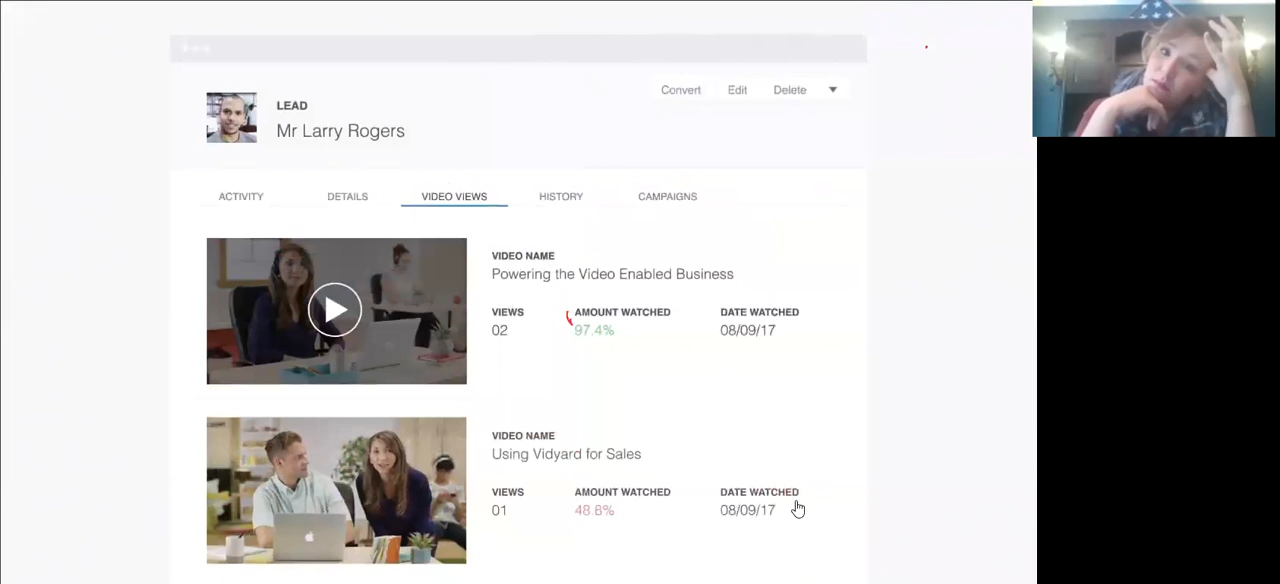 Convert Edit Delete
LEAD
Mr Larry Rogers
ACTIVITY DETAILS VIDEO VIEWS HISTORY CAMPAIGNS
VIDEO NAME
Powering the Video Enabled Business
VIEWS AMOUNT WATCHED DATE WATCHED
02 97.4% 08/09/17
VIDEO NAME
Using Vidyard for Sales
VIEWS AMOUNT WATCHED DATE WATCHED
01 48.8% 08/09/17